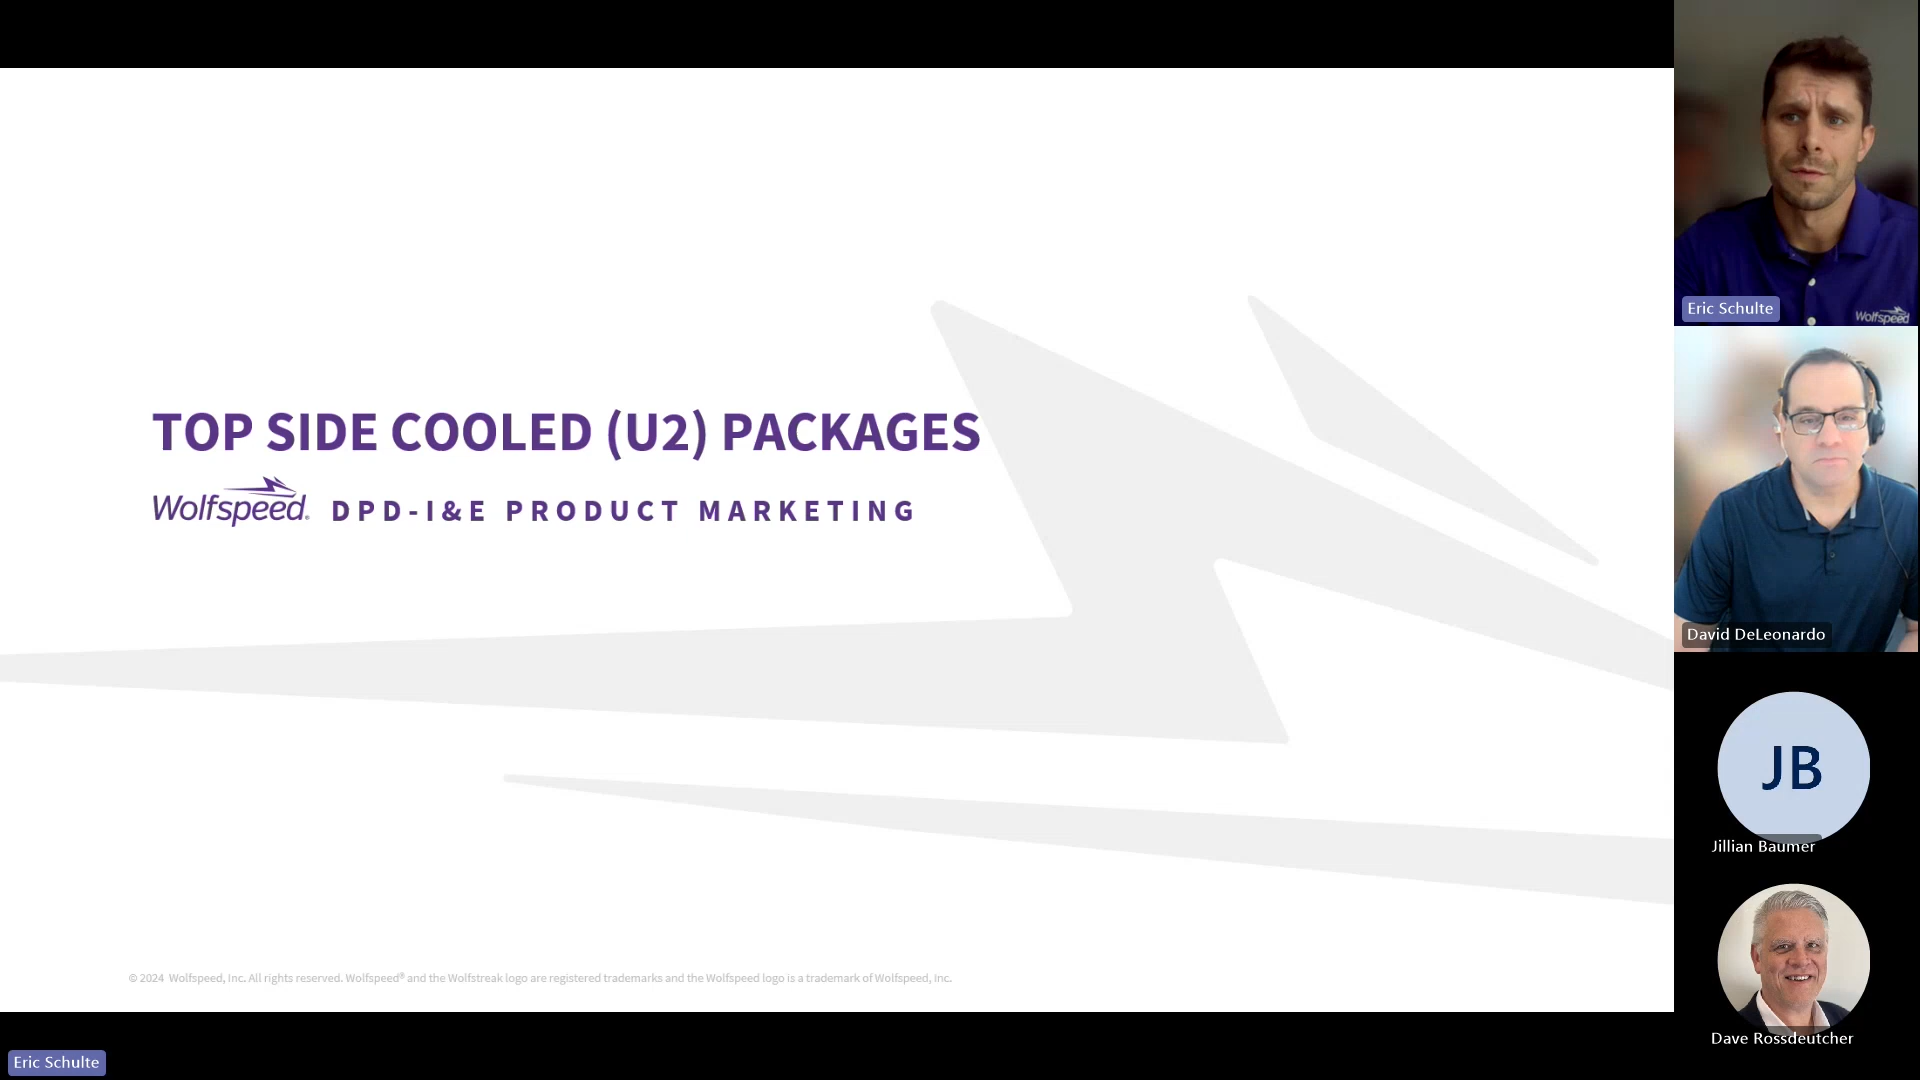 TOP SIDE COOLED (U2) PACKAGES
Wolfspeed® DPD-I&E PRODUCT MARKETING
© 2024 Wolfspeed, Inc. All rights reserved. Wolfspeed® and the Wolfstreak logo are registered trademarks and the Wolfspeed logo is a trademark of Wolfspeed, Inc.
Eric Schulte
Wolfspeed
Eric Schulte
David DeLeonardo
JB
Jillian Baumer
Dave Rossdeutcher